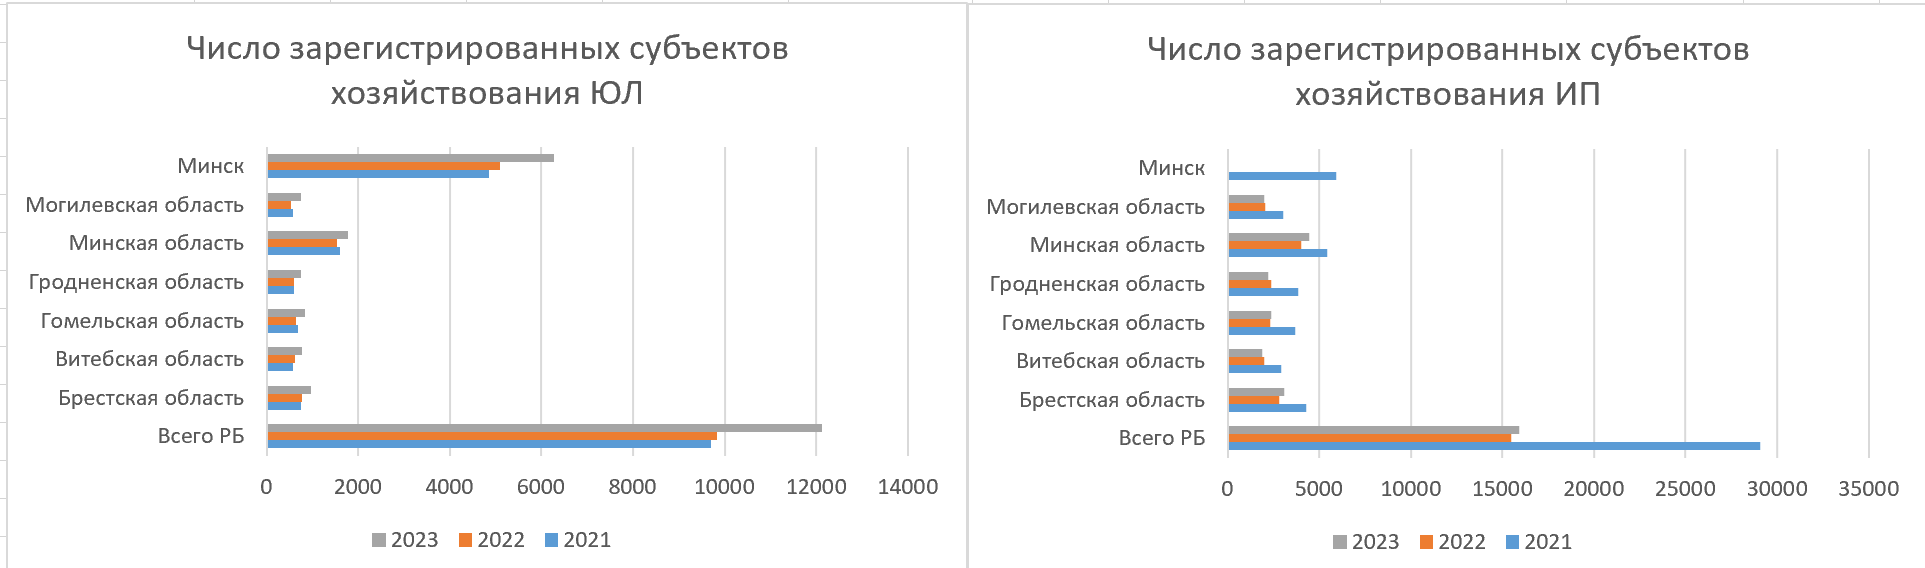 Число зарегистрированных субъектов
хозяйствования ЮЛ
Минск
Могилевская область
Минская область
Гродненская область
Гомельская область
Витебская область
Брестская область
Всего РБ
0 2000 4000 6000 8000 10000 12000 14000
2023 2022 2021
Число зарегистрированных субъектов
хозяйствования ИП
Минск
Могилевская область
Минская область
Гродненская область
Гомельская область
Витебская область
Брестская область
Всего РБ
0 5000 10000 15000 20000 25000 30000 35000
2023 2022 2021